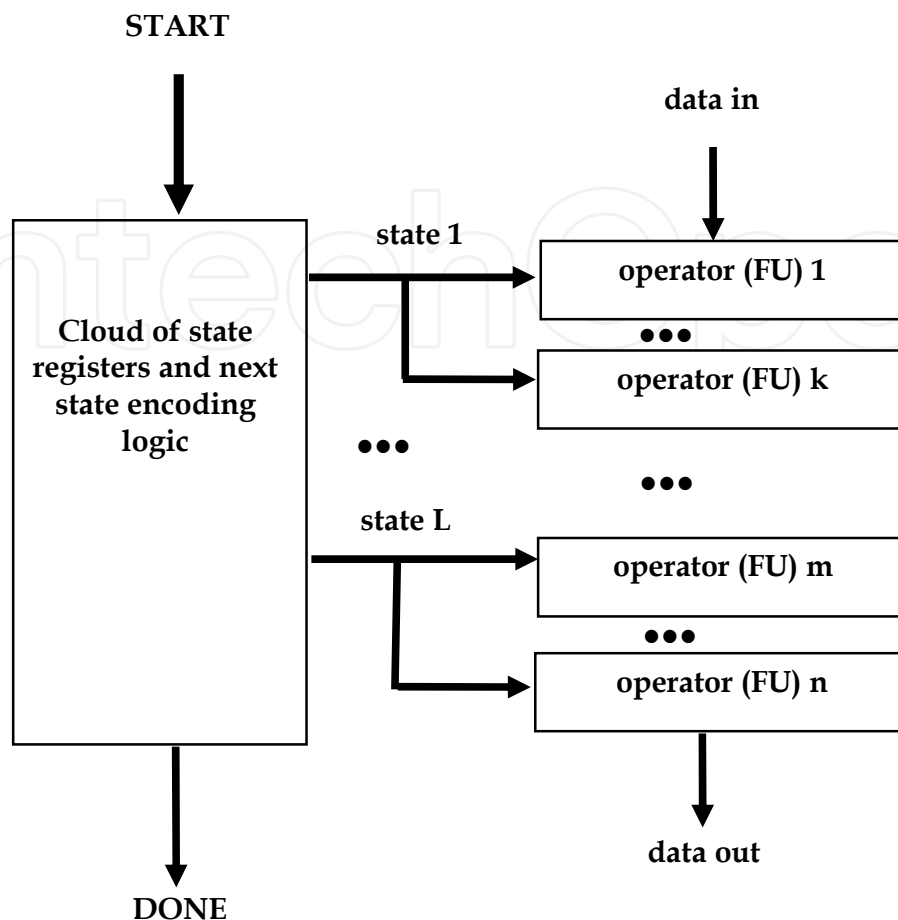 START
data in
state 1
operator (FU) 1
Cloud of state
registers and next
state encoding
logic
operator (FU) k
state L
operator (FU) m
operator (FU) n
data out
DONE